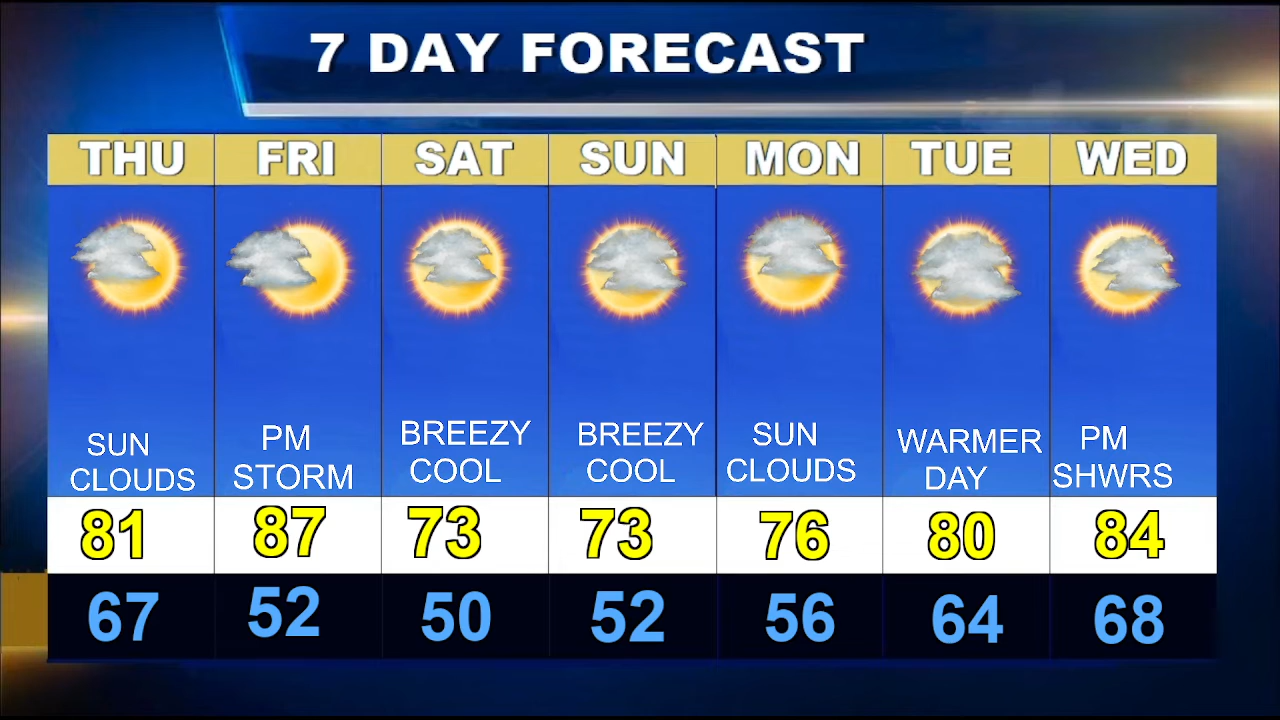 7 DAY FORECAST
THU FRI SAT SUN MON TUE WED
SUN CLOUDS
PM STORM
BREEZY COOL
BREEZY COOL
SUN CLOUDS
WARMER DAY
PM SHWRS
81 87 73 73 76 80 84
67 52 50 52 56 64 68